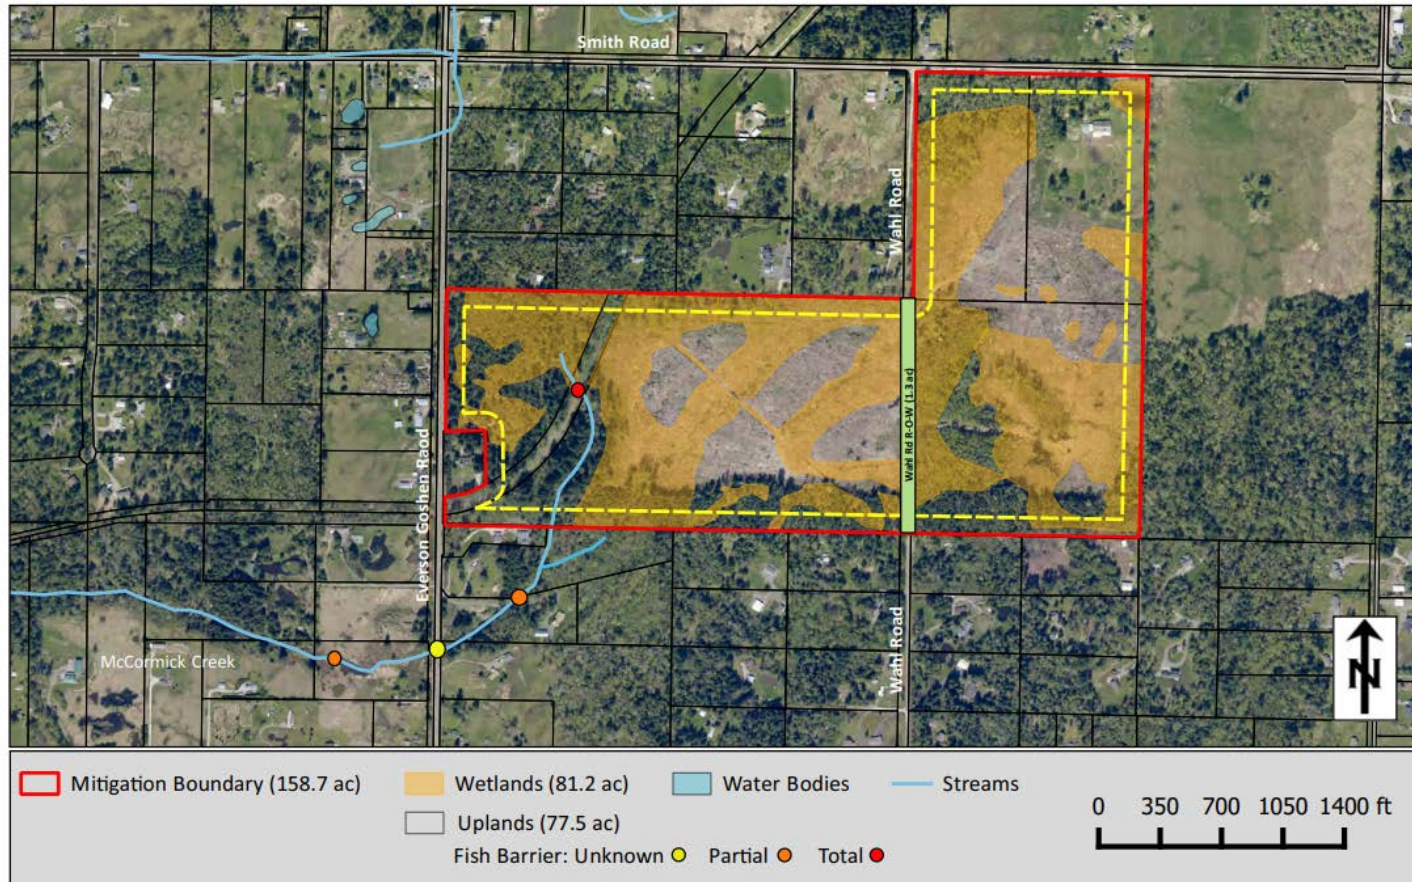 Smith Road
Wahl Road
Wahl Rd R-O-W (1.3 ac)
Everson Goshen Raod
Wahl Road
McCormick Creek
N
Mitigation Boundary (158.7 ac)
Wetlands (81.2 ac)
Water Bodies
Streams
Uplands (77.5 ac)
0 350 700 1050 1400 ft
Fish Barrier: Unknown Partial Total